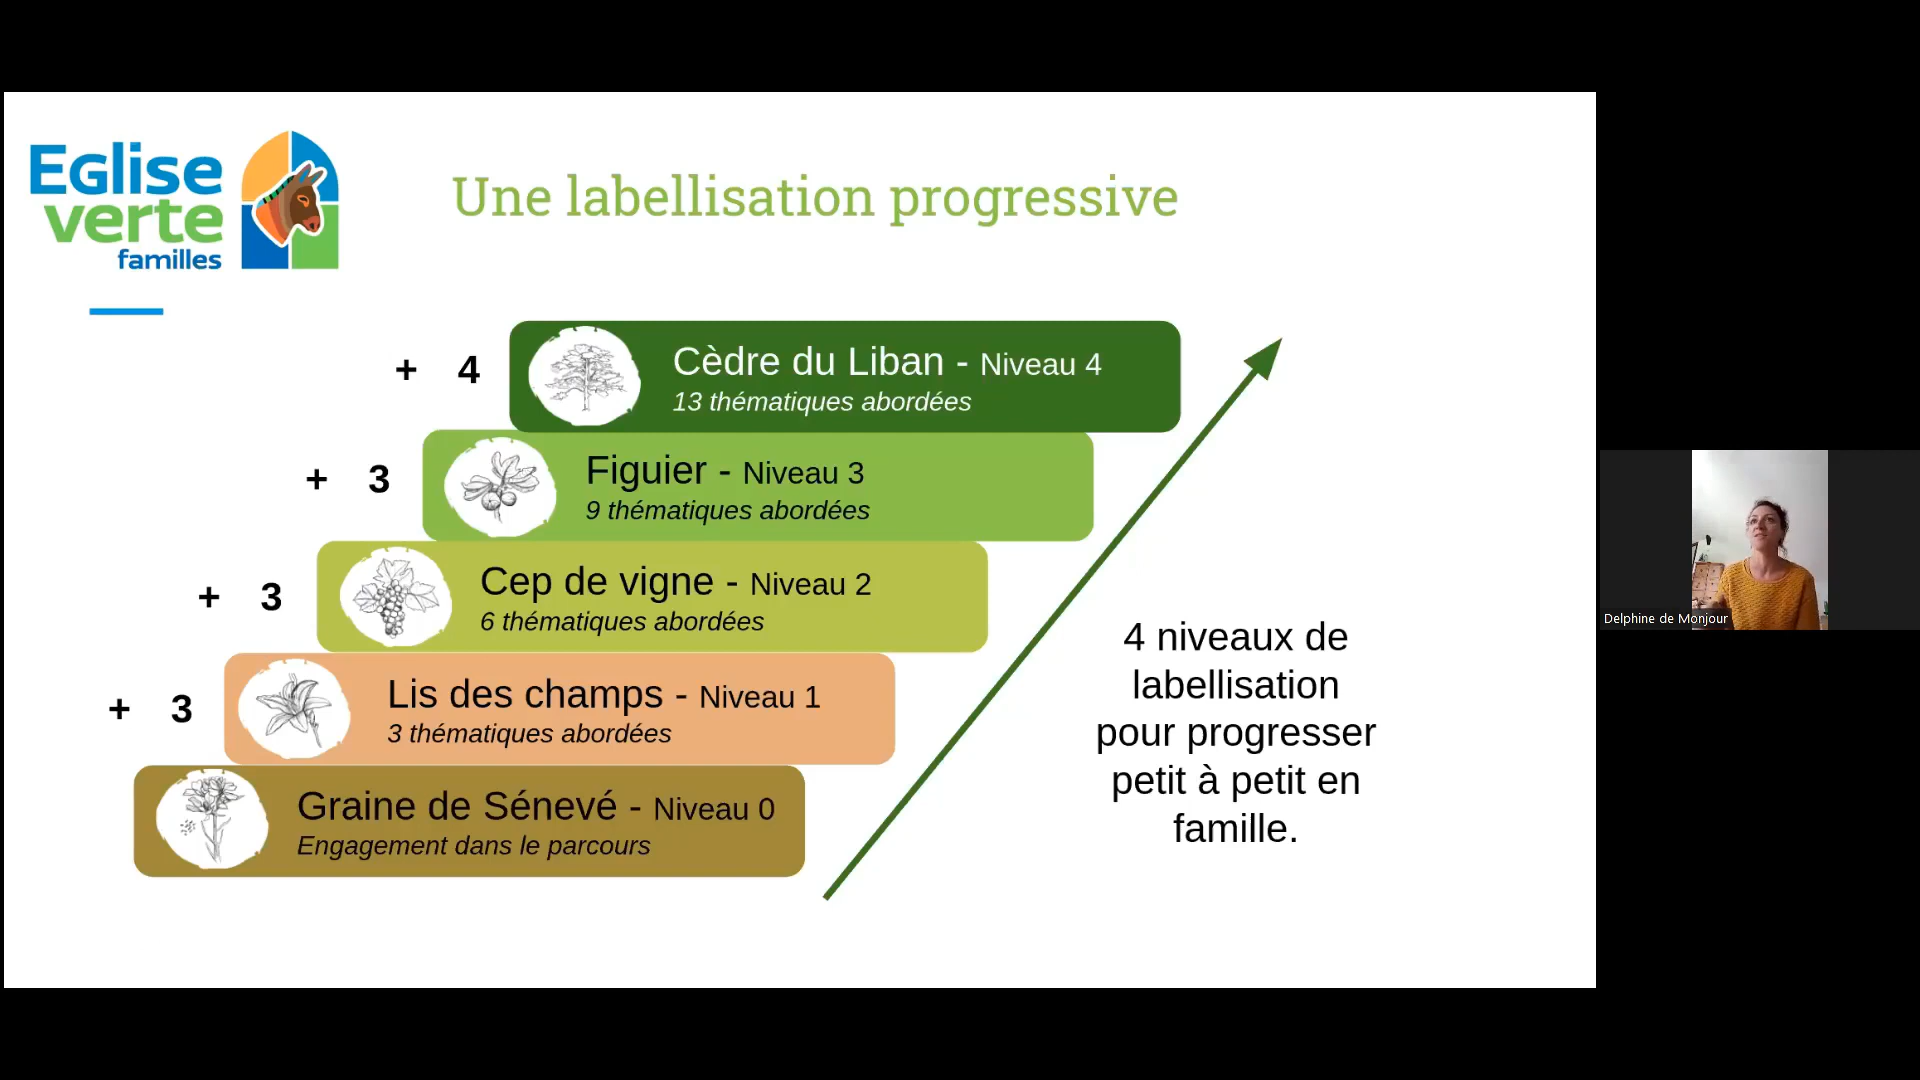 Eglise
verte
familles
Une labellisation progressive
+ 4
Cèdre du Liban - Niveau 4
13 thématiques abordées
+ 3
Figuier - Niveau 3
9 thématiques abordées
+ 3
Cep de vigne - Niveau 2
6 thématiques abordées
+ 3
Lis des champs - Niveau 1
3 thématiques abordées
Graine de Sénevé - Niveau 0
Engagement dans le parcours
4 niveaux de
labellisation
pour progresser
petit à petit en
famille.
Delphine de Monjour